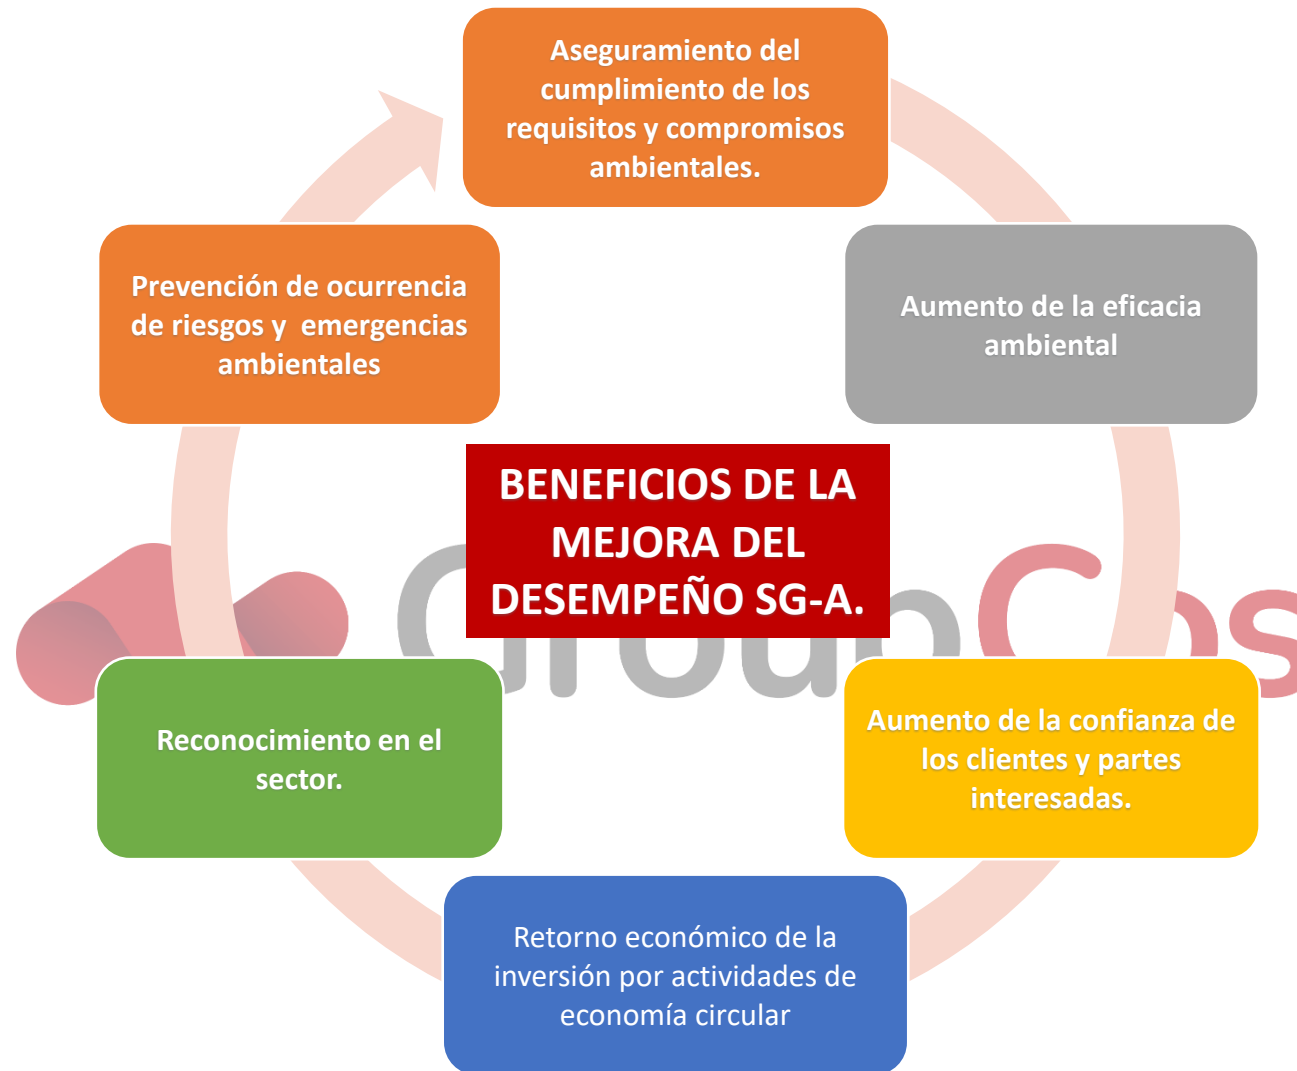 Aseguramiento del
cumplimiento de los
requisitos y compromisos
ambientales.
Aumento de la eficacia
ambiental
Aumento de la confianza de
los clientes y partes
interesadas.
Retorno económico de la
inversión por actividades de
economía circular
Reconocimiento en el
sector.
Prevención de ocurrencia
de riesgos y  emergencias
ambientales
BENEFICIOS DE LA
MEJORA DEL
DESEMPEÑO SG-A.